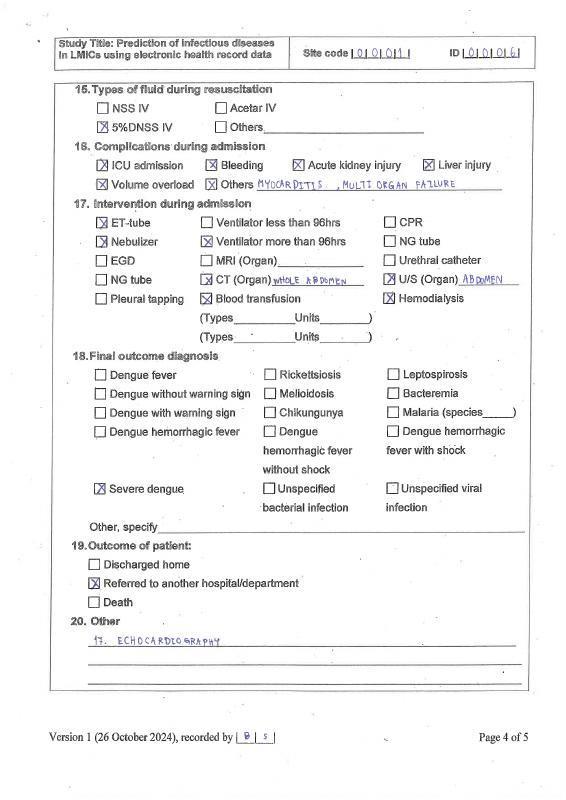 Study Title: Prediction of infectious diseases
in LMICs using electronic health record data
Site code |0|0|0|1| ID |0|0|0|6|
15. Types of fluid during resuscitation
☐ NSS IV ☐ Acetar IV
☒ 5%DNSS IV ☐ Others
16. Complications during admission
☒ ICU admission ☒ Bleeding ☒ Acute kidney injury ☒ Liver injury
☒ Volume overload ☒ Others MYOCARDITIS , MULTI ORGAN FAILURE
17. Intervention during admission
☒ ET-tube ☐ Ventilator less than 96hrs ☐ CPR
☒ Nebulizer ☒ Ventilator more than 96hrs ☐ NG tube
☐ EGD ☐ MRI (Organ) ☐ Urethral catheter
☐ NG tube ☒ CT (Organ) WHOLE ABDOMEN ☒ U/S (Organ) ABDOMEN
☐ Pleural tapping ☒ Blood transfusion ☒ Hemodialysis
(Types________Units_______)
(Types________Units_______)
18. Final outcome diagnosis
☐ Dengue fever ☐ Rickettsiosis ☐ Leptospirosis
☐ Dengue without warning sign ☐ Melioidosis ☐ Bacteremia
☐ Dengue with warning sign ☐ Chikungunya ☐ Malaria (species_____)
☐ Dengue hemorrhagic fever ☐ Dengue ☐ Dengue hemorrhagic
hemorrhagic fever fever with shock
without shock
☒ Severe dengue ☐ Unspecified ☐ Unspecified viral
bacterial infection infection
Other, specify
19. Outcome of patient:
☐ Discharged home
☒ Referred to another hospital/department
☐ Death
20. Other
17. ECHOCARDIOGRAPHY
Version 1 (26 October 2024), recorded by | B | S |
Page 4 of 5